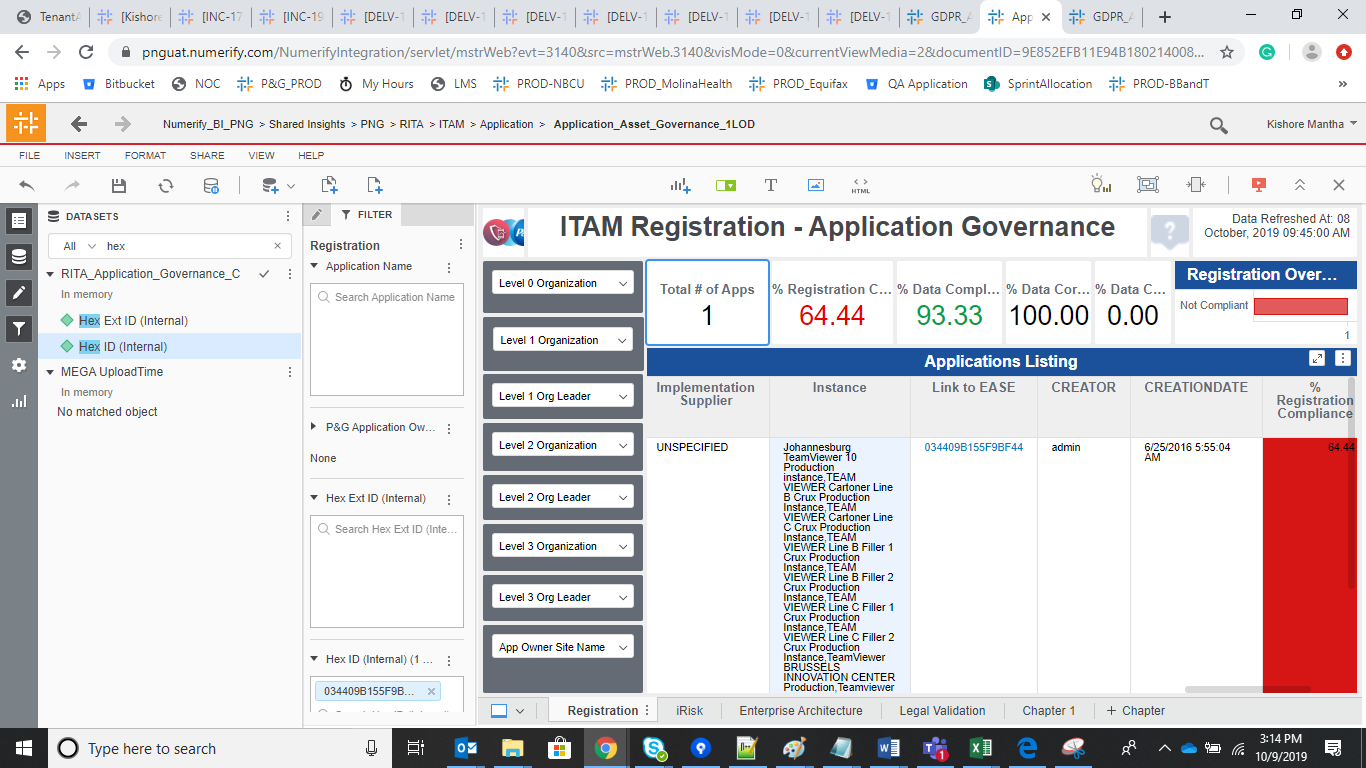 TenantA
[Kishore
[INC-17
[INC-19
[DELV-1
[DELV-1
[DELV-1
[DELV-1
[DELV-1
[DELV-1
[DELV-1
GDPR_A
App
GDPR_A
pnguat.numerify.com/NumerifyIntegration/servlet/mstrWeb?evt=3140&src=mstrWeb.3140&visMode=0&currentViewMedia=2&documentID=9E852EFB11E94B180214008...
Apps
Bitbucket
NOC
P&G_PROD
My Hours
LMS
PROD-NBCU
PROD_MolinaHealth
PROD_Equifax
QA Application
SprintAllocation
PROD-BBandT
Numerify_BI_PNG > Shared Insights > PNG > RITA > ITAM > Application > Application_Asset_Governance_1LOD
Kishore Mantha
FILE
INSERT
FORMAT
SHARE
VIEW
HELP
HTML
DATASETS
All
hex
RITA_Application_Governance_C
In memory
Hex Ext ID (Internal)
Hex ID (Internal)
MEGA UploadTime
In memory
No matched object
FILTER
Registration
Application Name
Search Application Name
P&G Application Ow...
None
Hex Ext ID (Internal)
Search Hex Ext ID (Inte...
Hex ID (Internal) (1 ...
034409B155F9B...
ITAM Registration - Application Governance
Data Refreshed At: 08
October, 2019 09:45:00 AM
Level 0 Organization
Level 1 Organization
Level 1 Org Leader
Level 2 Organization
Level 2 Org Leader
Level 3 Organization
Level 3 Org Leader
App Owner Site Name
Total # of Apps
1
% Registration C...
64.44
% Data Compl...
93.33
% Data Cor...
100.00
% Data C...
0.00
Registration Over...
Not Compliant
1
Applications Listing
Implementation
Supplier
Instance
Link to EASE
CREATOR
CREATIONDATE
%
Registration
Compliance
UNSPECIFIED
Johannesburg
TeamViewer 10
Production
instance,TEAM
VIEWER Cartoner Line
B Crux Production
Instance,TEAM
VIEWER Cartoner Line
C Crux Production
Instance,TEAM
VIEWER Line B Filler 1
Crux Production
Instance,TEAM
VIEWER Line B Filler 2
Crux Production
Instance,TEAM
VIEWER Line C Filler 1
Crux Production
Instance,TEAM
VIEWER Line C Filler 2
Crux Production
Instance,TeamViewer
BRUSSELS
INNOVATION CENTER
Production,Teamviewer
034409B155F9BF44
admin
6/25/2016 5:55:04
AM
64.44
Registration
iRisk
Enterprise Architecture
Legal Validation
Chapter 1
+ Chapter
Type here to search
1
3:14 PM
10/9/2019